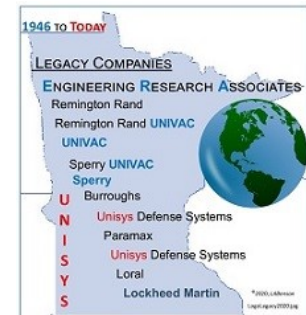 1946 TO TODAY
LEGACY COMPANIES
ENGINEERING RESEARCH ASSOCIATES
Remington Rand
Remington Rand UNIVAC
UNIVAC
Sperry UNIVAC
Sperry
Burroughs
Unisys Defense Systems
Paramax
Unisys Defense Systems
Loral
Lockheed Martin
UNISYS